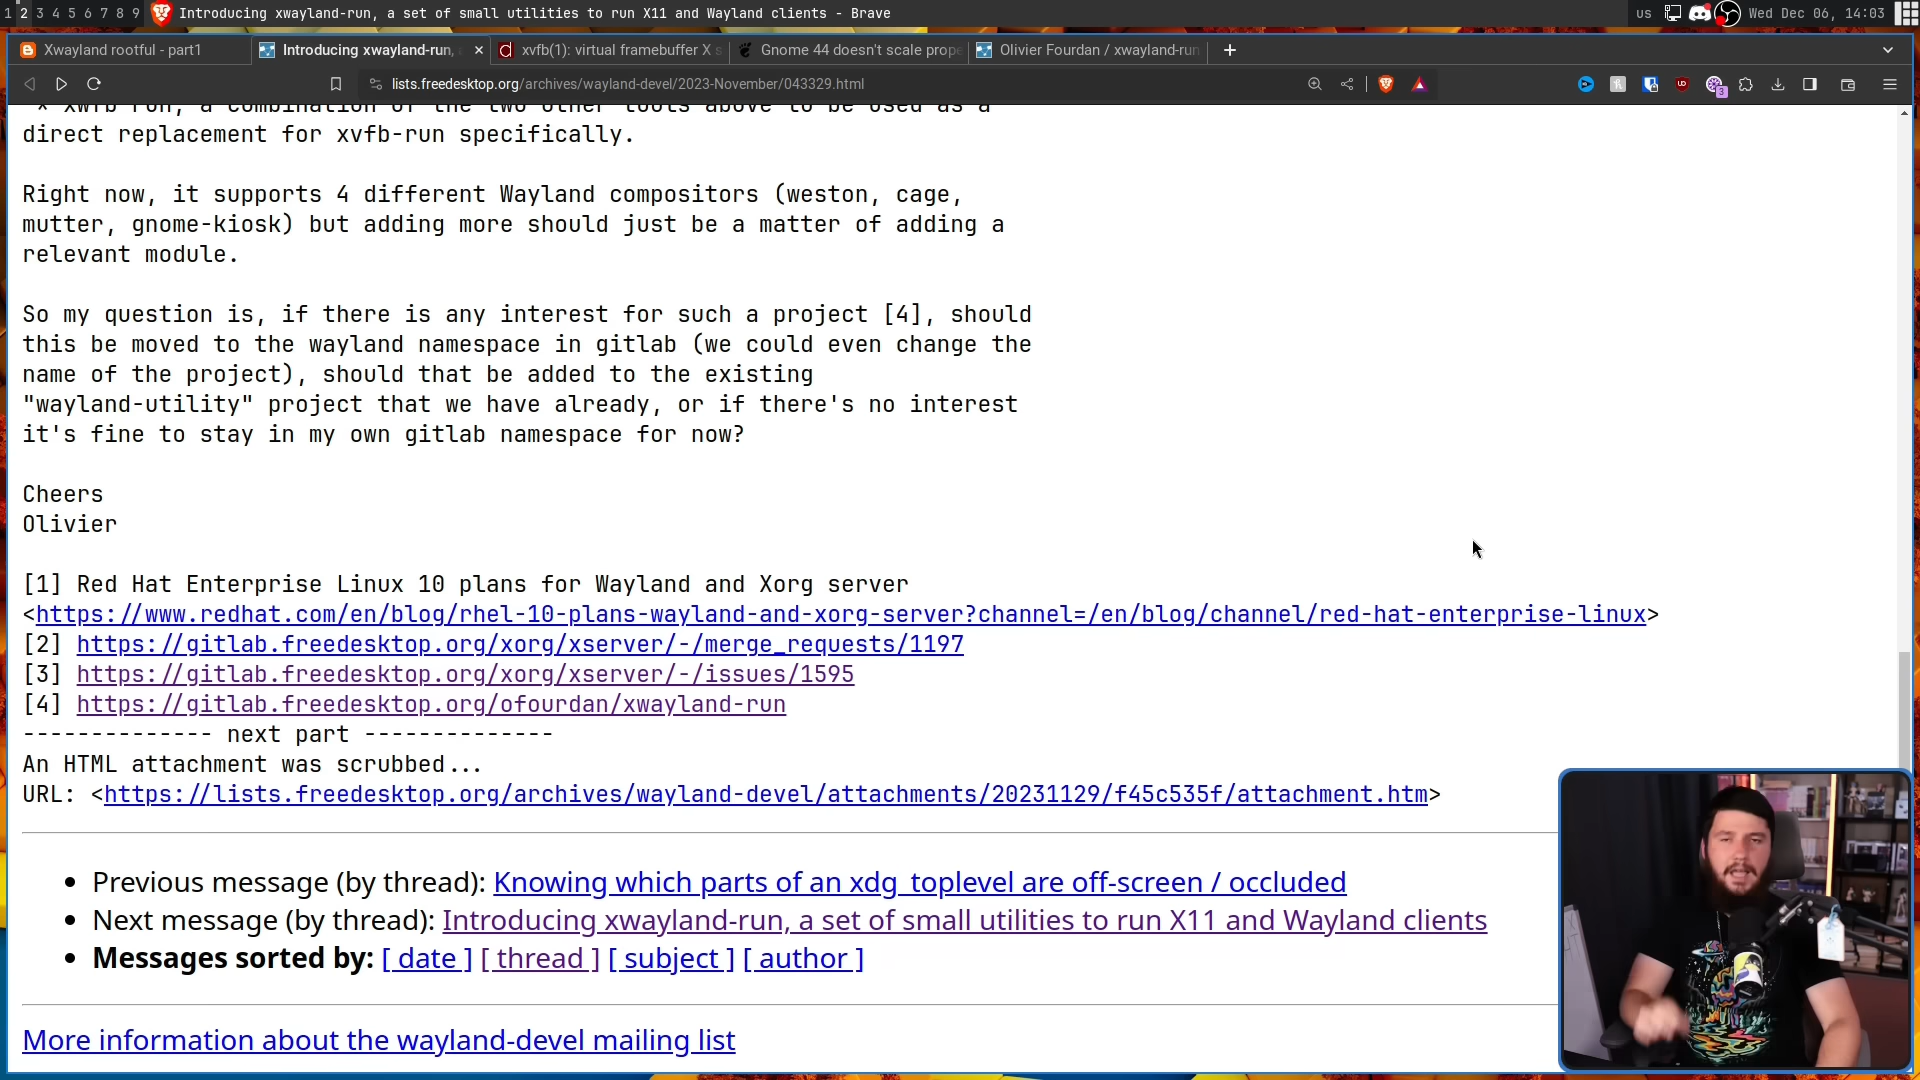 1 2 3 4 5 6 7 8 9 Introducing xwayland-run, a set of small utilities to run X11 and Wayland clients - Brave us Wed Dec 06, 14:03
Xwayland rootful - part1 Introducing xwayland-run, xvfb(1): virtual framebuffer X s Gnome 44 doesn't scale prope Olivier Fourdan / xwayland-run
lists.freedesktop.org/archives/wayland-devel/2023-November/043329.html 3
* xwfb-run, a combination of the two other tools above to be used as a
direct replacement for xvfb-run specifically.
Right now, it supports 4 different Wayland compositors (weston, cage,
mutter, gnome-kiosk) but adding more should just be a matter of adding a
relevant module.
So my question is, if there is any interest for such a project [4], should
this be moved to the wayland namespace in gitlab (we could even change the
name of the project), should that be added to the existing
"wayland-utility" project that we have already, or if there's no interest
it's fine to stay in my own gitlab namespace for now?
Cheers
Olivier
[1] Red Hat Enterprise Linux 10 plans for Wayland and Xorg server
<https://www.redhat.com/en/blog/rhel-10-plans-wayland-and-xorg-server?channel=/en/blog/channel/red-hat-enterprise-linux>
[2] https://gitlab.freedesktop.org/xorg/xserver/-/merge_requests/1197
[3] https://gitlab.freedesktop.org/xorg/xserver/-/issues/1595
[4] https://gitlab.freedesktop.org/ofourdan/xwayland-run
-------------- next part --------------
An HTML attachment was scrubbed...
URL: <https://lists.freedesktop.org/archives/wayland-devel/attachments/20231129/f45c535f/attachment.htm>
• Previous message (by thread): Knowing which parts of an xdg_toplevel are off-screen / occluded
• Next message (by thread): Introducing xwayland-run, a set of small utilities to run X11 and Wayland clients
• Messages sorted by: [ date ] [ thread ] [ subject ] [ author ]
More information about the wayland-devel mailing list